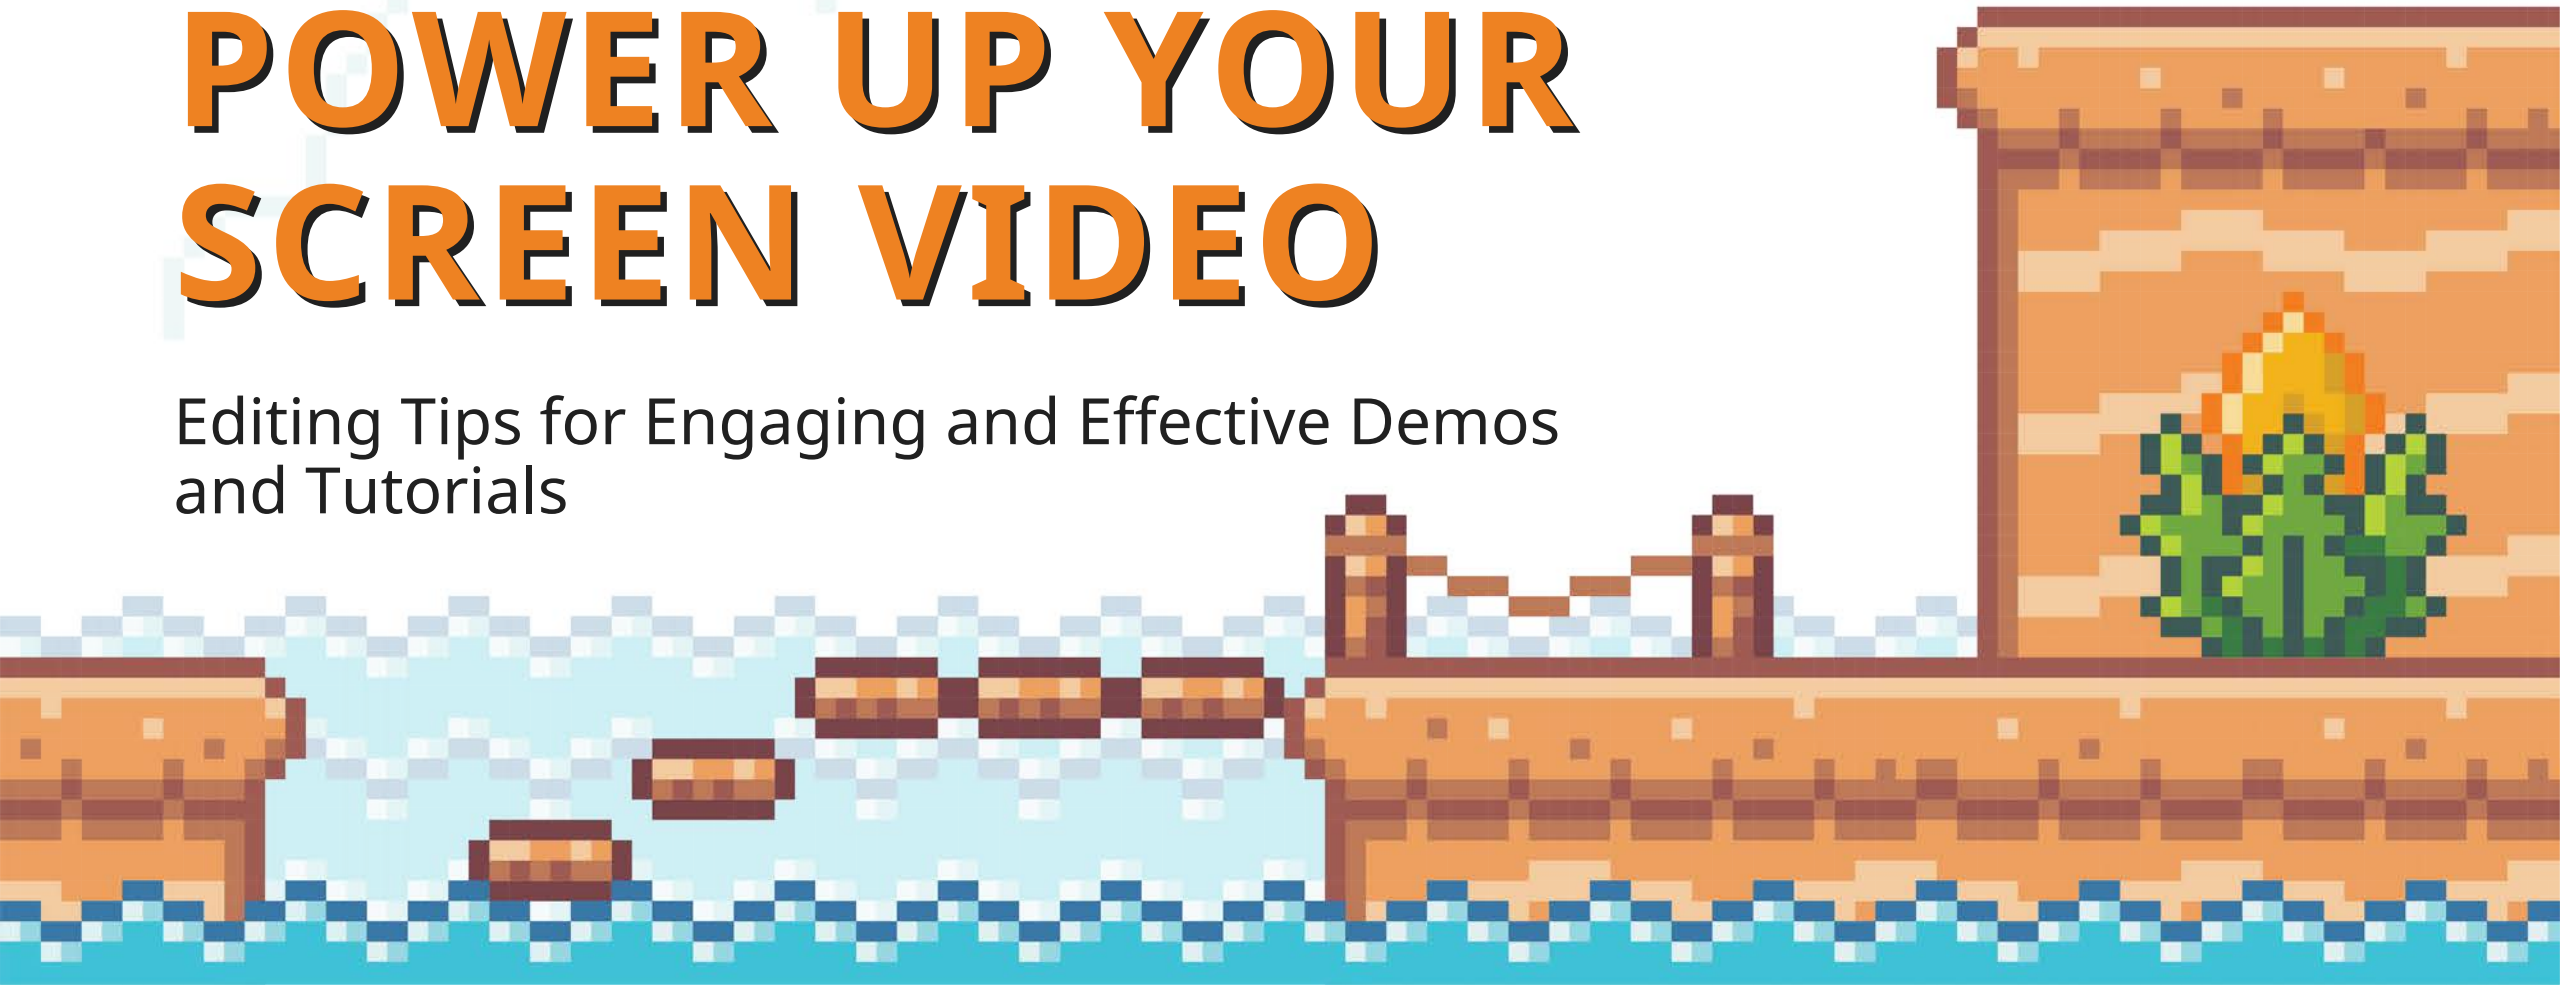 POWER UP YOUR
SCREEN VIDEO
Editing Tips for Engaging and Effective Demos
and Tutorials